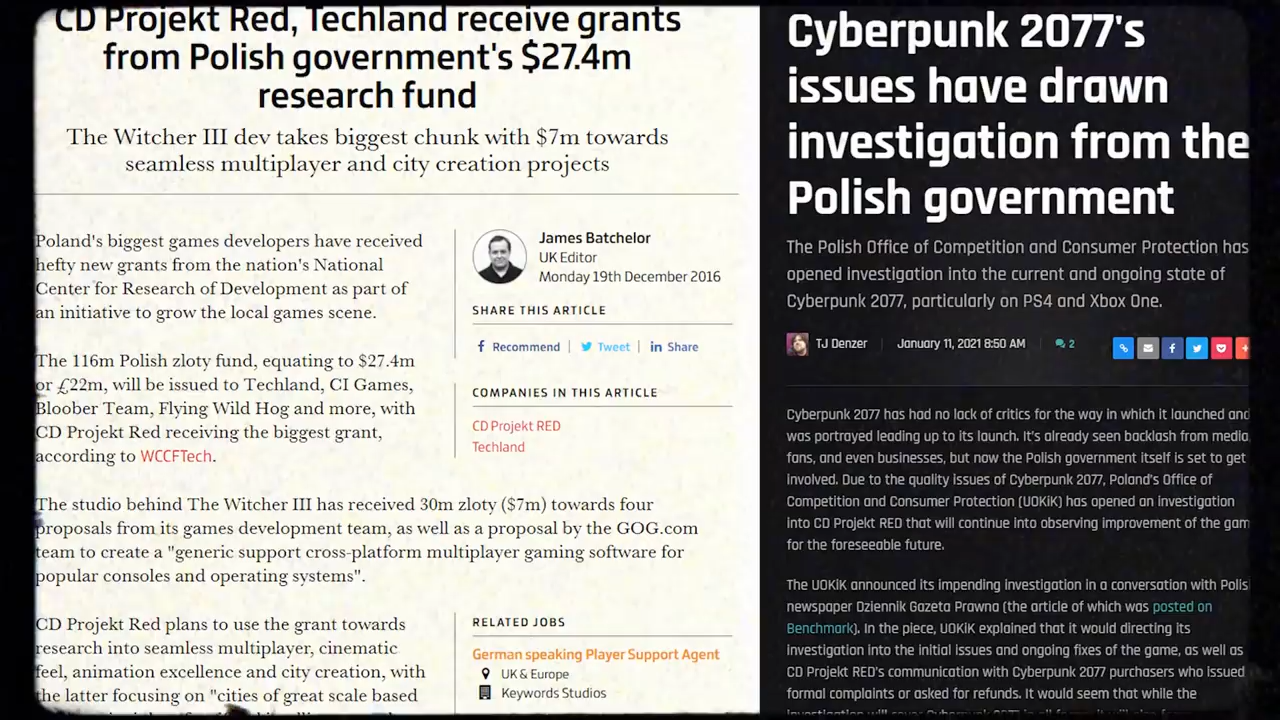 CD Projekt Red, Techland receive grants
from Polish government's $27.4m
research fund
The Witcher III dev takes biggest chunk with $7m towards
seamless multiplayer and city creation projects
Poland's biggest games developers have received
hefty new grants from the nation's National
Center for Research of Development as part of
an initiative to grow the local games scene.
The 116m Polish zloty fund, equating to $27.4m
or £22m, will be issued to Techland, CI Games,
Bloober Team, Flying Wild Hog and more, with
CD Projekt Red receiving the biggest grant,
according to WCCFTech.
James Batchelor
UK Editor
Monday 19th December 2016
SHARE THIS ARTICLE
Recommend
Tweet
Share
COMPANIES IN THIS ARTICLE
CD Projekt RED
Techland
The studio behind The Witcher III has received 30m zloty ($7m) towards four
proposals from its games development team, as well as a proposal by the GOG.com
team to create a "generic support cross-platform multiplayer gaming software for
popular consoles and operating systems".
CD Projekt Red plans to use the grant towards
research into seamless multiplayer, cinematic
feel, animation excellence and city creation, with
the latter focusing on "cities of great scale based
RELATED JOBS
German speaking Player Support Agent
UK & Europe
Keywords Studios
Cyberpunk 2077's
issues have drawn
investigation from the
Polish government
The Polish Office of Competition and Consumer Protection has
opened investigation into the current and ongoing state of
Cyberpunk 2077, particularly on PS4 and Xbox One.
TJ Denzer
January 11, 2021 8:50 AM
2
Cyberpunk 2077 has had no lack of critics for the way in which it launched and
was portrayed leading up to its launch. It's already seen backlash from media,
fans, and even businesses, but now the Polish government itself is set to get
involved. Due to the quality issues of Cyberpunk 2077, Poland's Office of
Competition and Consumer Protection (UOKiK) has opened an investigation
into CD Projekt RED that will continue into observing improvement of the gam
for the foreseeable future.
The UOKiK announced its impending investigation in a conversation with Polis
newspaper Dziennik Gazeta Prawna (the article of which was posted on
Benchmark). In the piece, UOKiK explained that it would directing its
investigation into the initial issues and ongoing fixes of the game, as well as
CD Projekt RED's communication with Cyberpunk 2077 purchasers who issued
formal complaints or asked for refunds. It would seem that while the